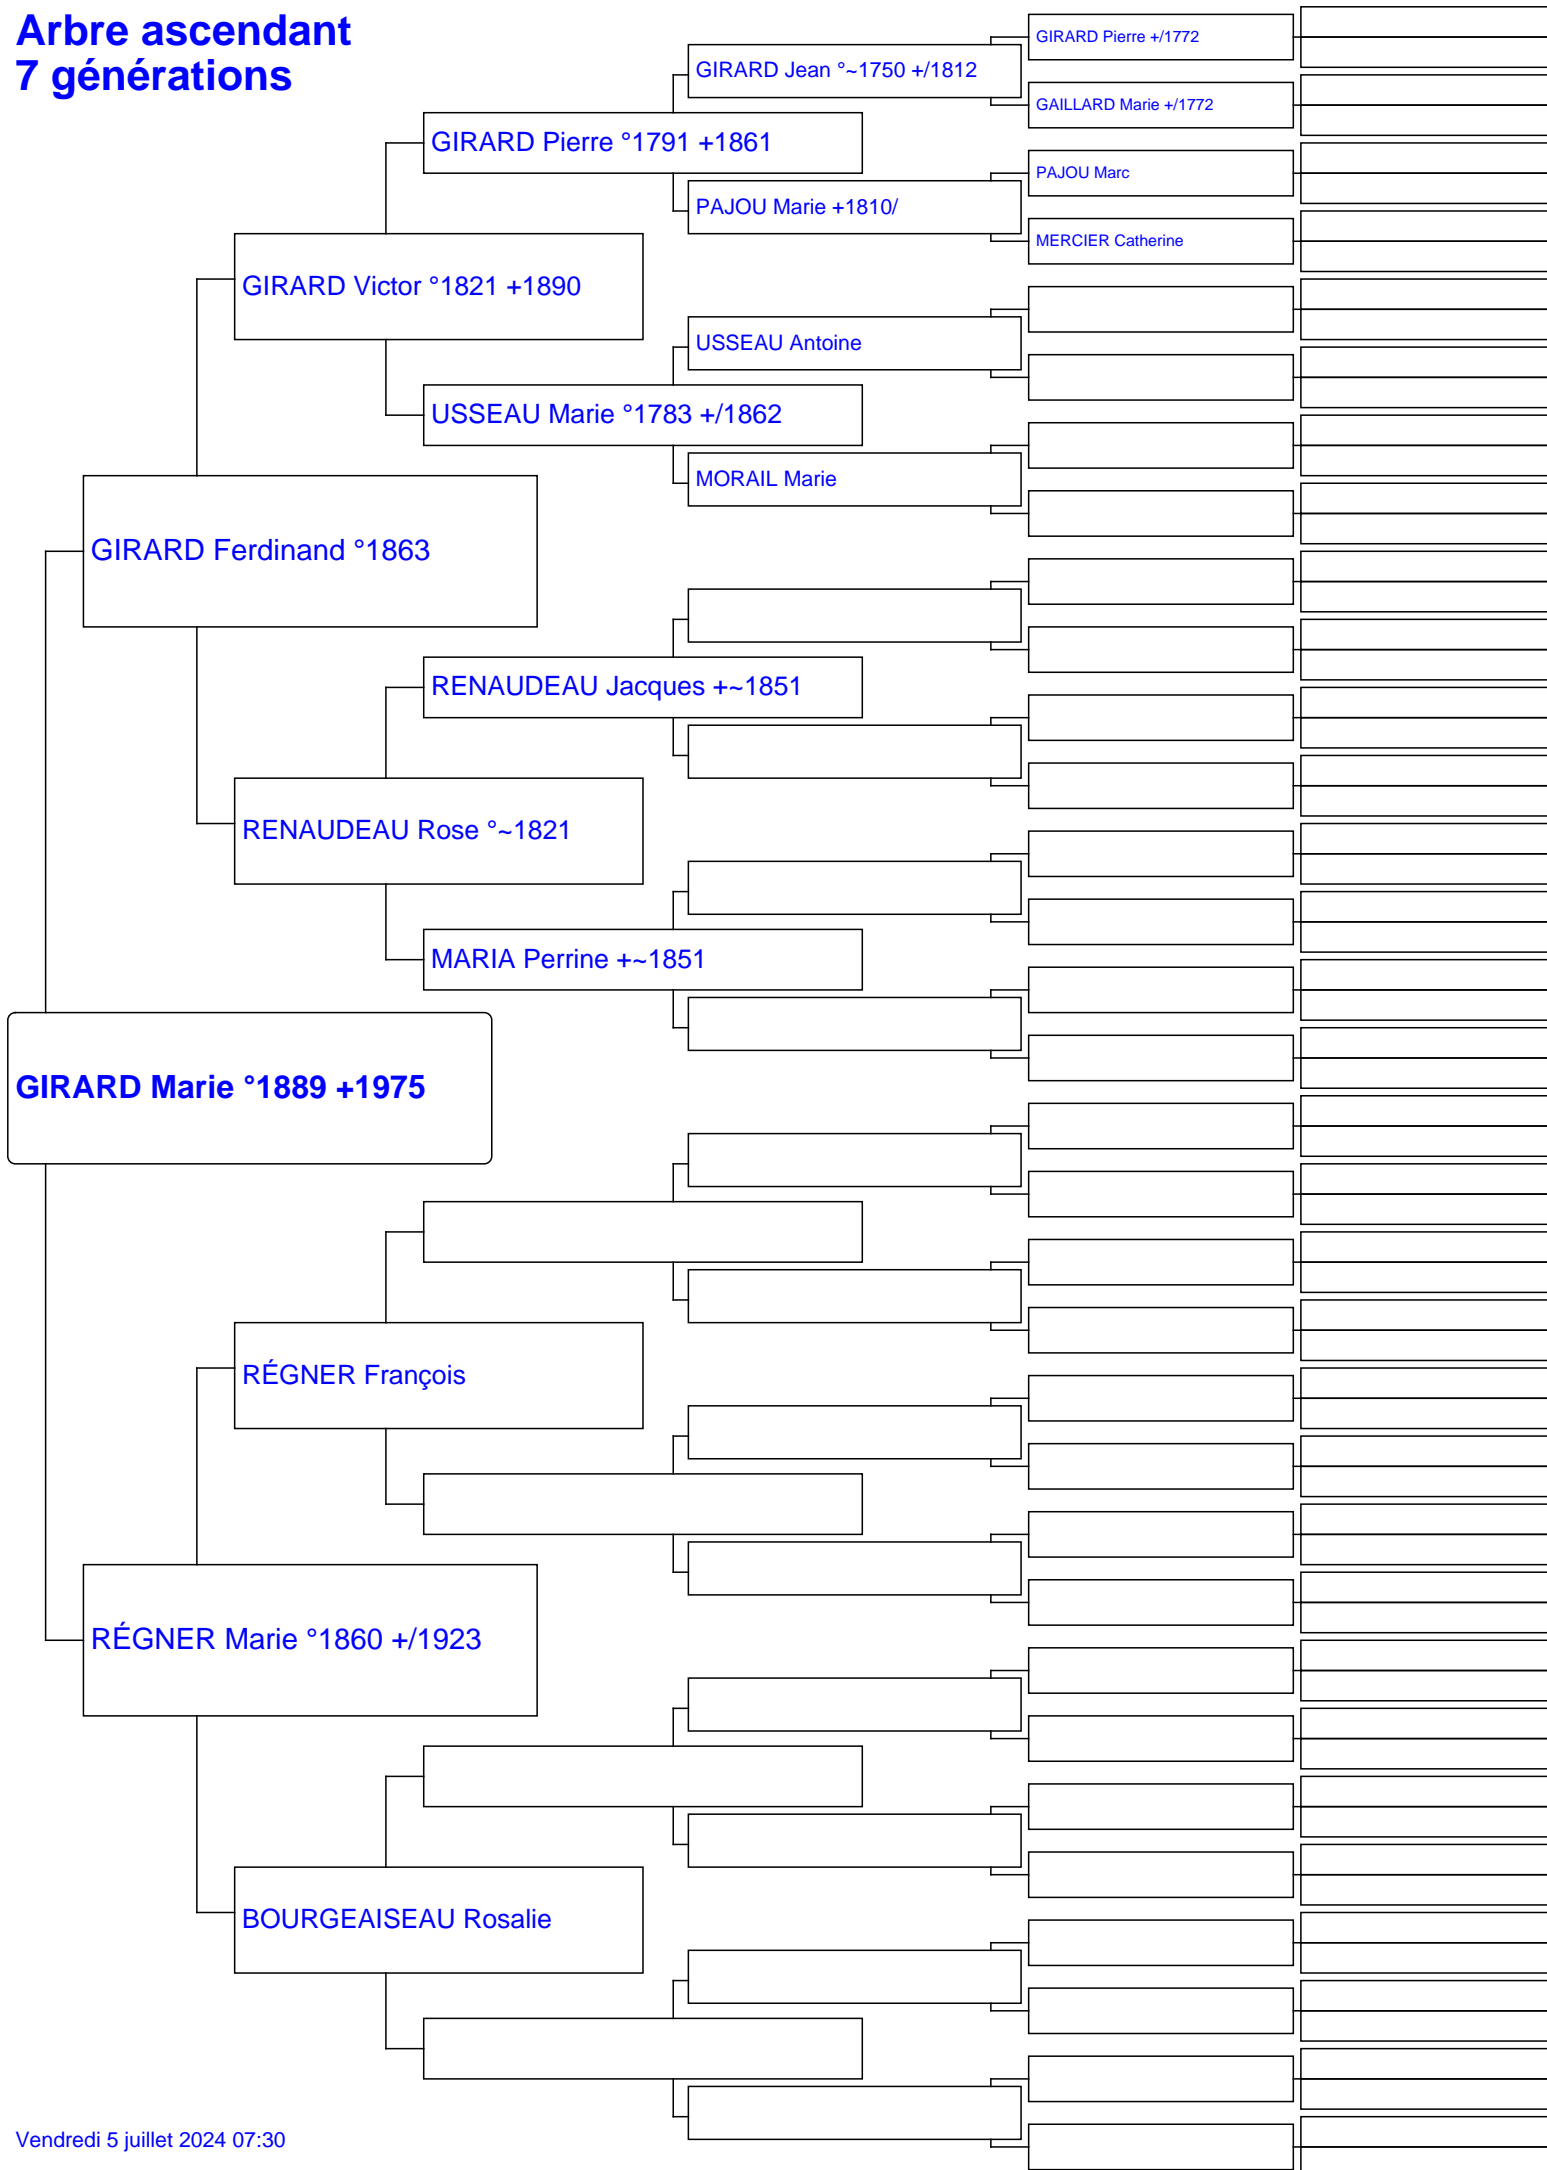 Arbre ascendant
7 générations
GIRARD Pierre +/1772
GIRARD Jean °~1750 +/1812
GAILLARD Marie +/1772
GIRARD Pierre °1791 +1861
PAJOU Marc
PAJOU Marie +1810/
MERCIER Catherine
GIRARD Victor °1821 +1890
USSEAU Antoine
USSEAU Marie °1783 +/1862
MORAIL Marie
GIRARD Ferdinand °1863
RENAUDEAU Jacques +~1851
RENAUDEAU Rose °~1821
MARIA Perrine +~1851
GIRARD Marie °1889 +1975
RÉGNER François
RÉGNER Marie °1860 +/1923
BOURGEAISEAU Rosalie
Vendredi 5 juillet 2024 07:30